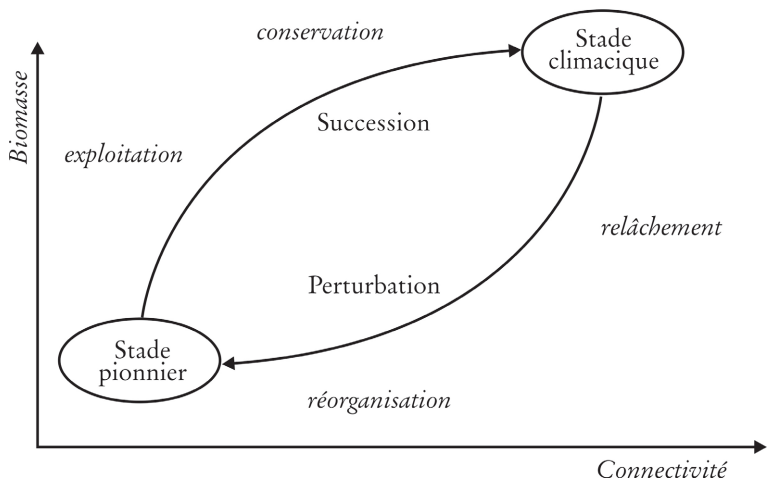 conservation
Stade
climacique
Biomasse
Succession
exploitation
relâchement
Perturbation
Stade
pionnier
réorganisation
Connectivité